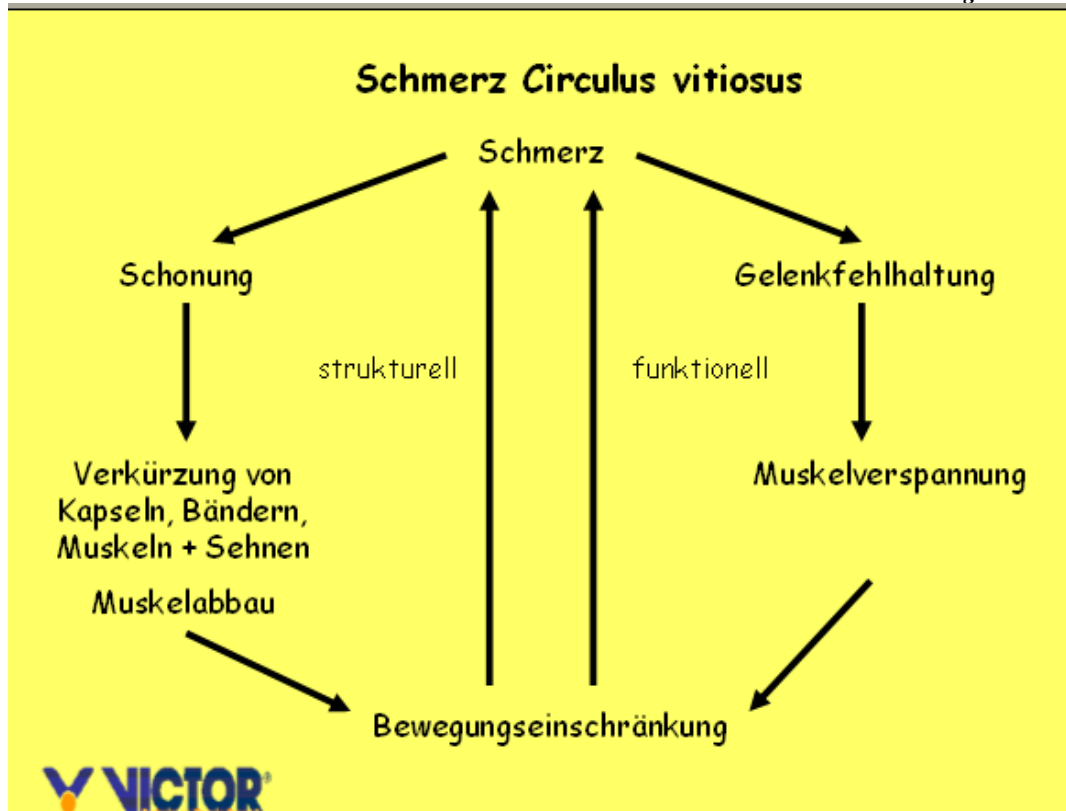 Schmerz Circulus vitiosus
Schmerz
Schonung
Gelenkfehlhaltung
strukturell
funktionell
Verkürzung von
Kapseln, Bändern,
Muskeln + Sehnen
Muskelabbau
Muskelverspannung
Bewegungseinschränkung
VICTOR®